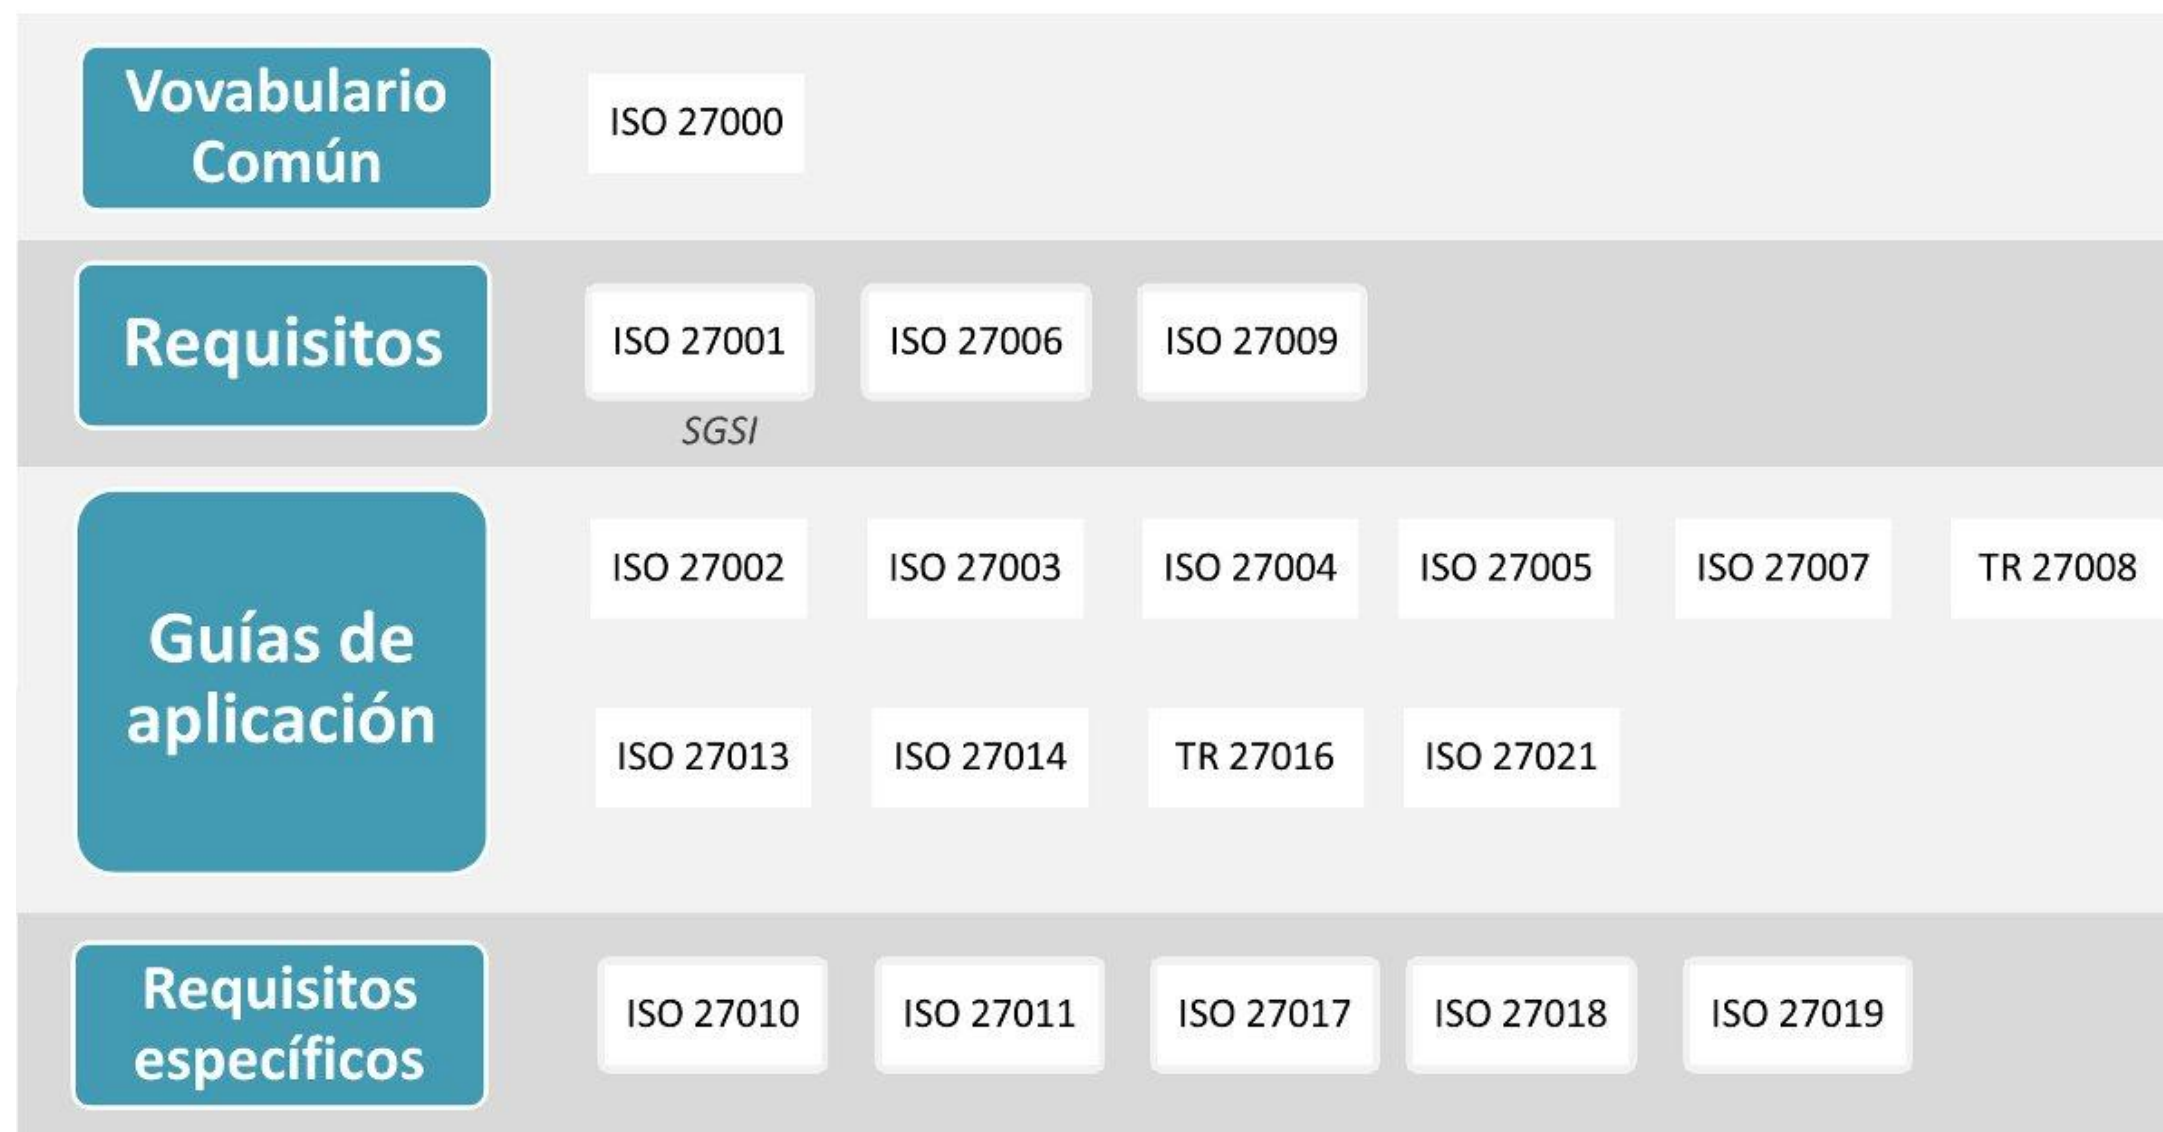 Vovabulario
Común
ISO 27000
Requisitos
ISO 27001
ISO 27006
ISO 27009
SGSI
Guías de
aplicación
ISO 27002
ISO 27003
ISO 27004
ISO 27005
ISO 27007
TR 27008
ISO 27013
ISO 27014
TR 27016
ISO 27021
Requisitos
específicos
ISO 27010
ISO 27011
ISO 27017
ISO 27018
ISO 27019